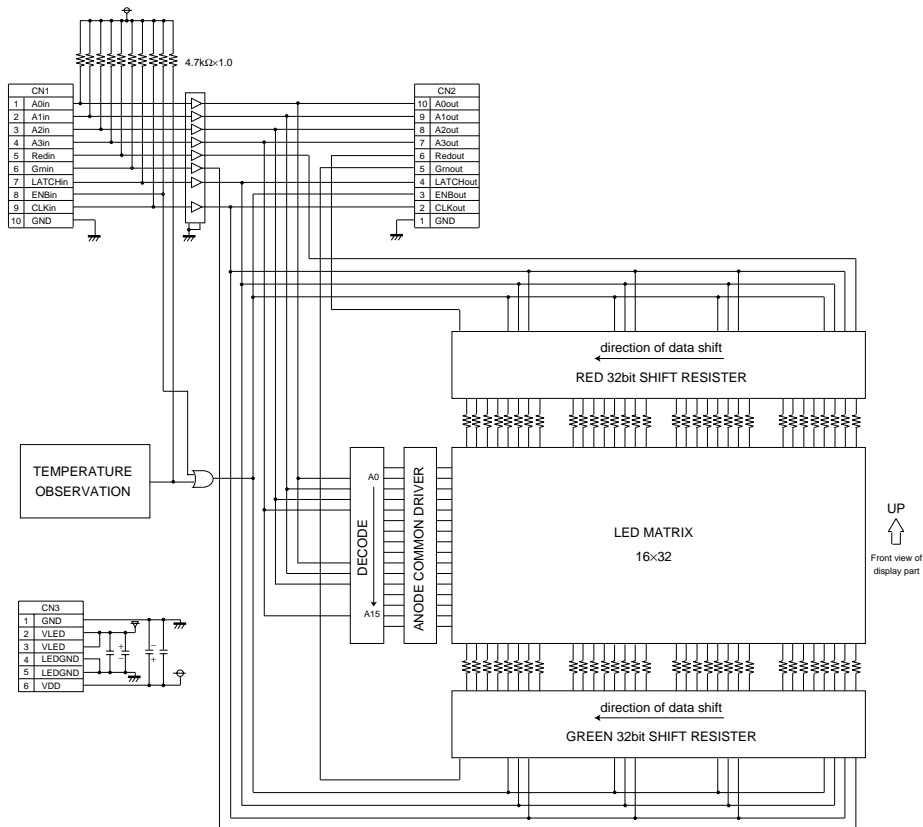 4.7kΩ×1.0
CN1
1 A0in
2 A1in
3 A2in
4 A3in
5 Redin
6 Grnin
7 LATCHin
8 ENBin
9 CLKin
10 GND
CN2
10 A0out
9 A1out
8 A2out
7 A3out
6 Redout
5 Grnout
4 LATCHout
3 ENBout
2 CLKout
1 GND
direction of data shift
RED 32bit SHIFT RESISTER
TEMPERATURE
OBSERVATION
DECODE
A0
A15
ANODE COMMON DRIVER
LED MATRIX
16×32
UP
Front view of
display part
CN3
1 GND
2 VLED
3 VLED
4 LEDGND
5 LEDGND
6 VDD
+
−
−
+
direction of data shift
GREEN 32bit SHIFT RESISTER